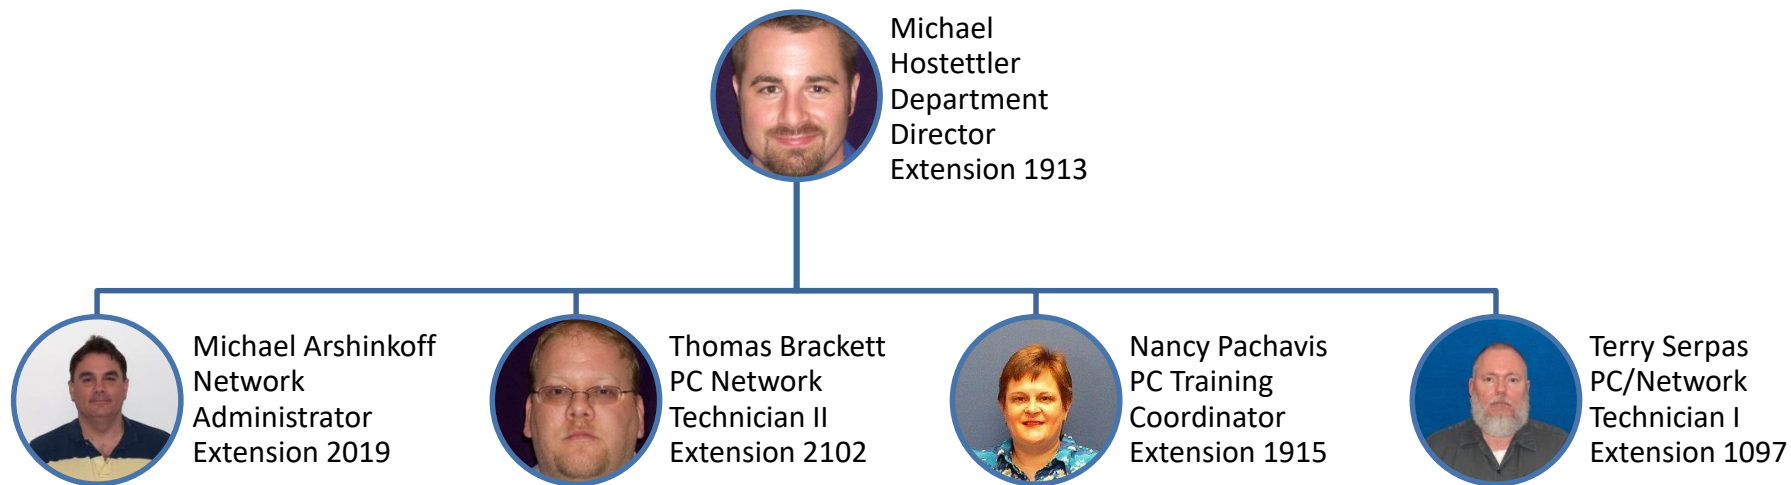 Michael
Hostettler
Department
Director
Extension 1913
Michael Arshinkoff
Network
Administrator
Extension 2019
Thomas Brackett
PC Network
Technician II
Extension 2102
Nancy Pachavis
PC Training
Coordinator
Extension 1915
Terry Serpas
PC/Network
Technician I
Extension 1097